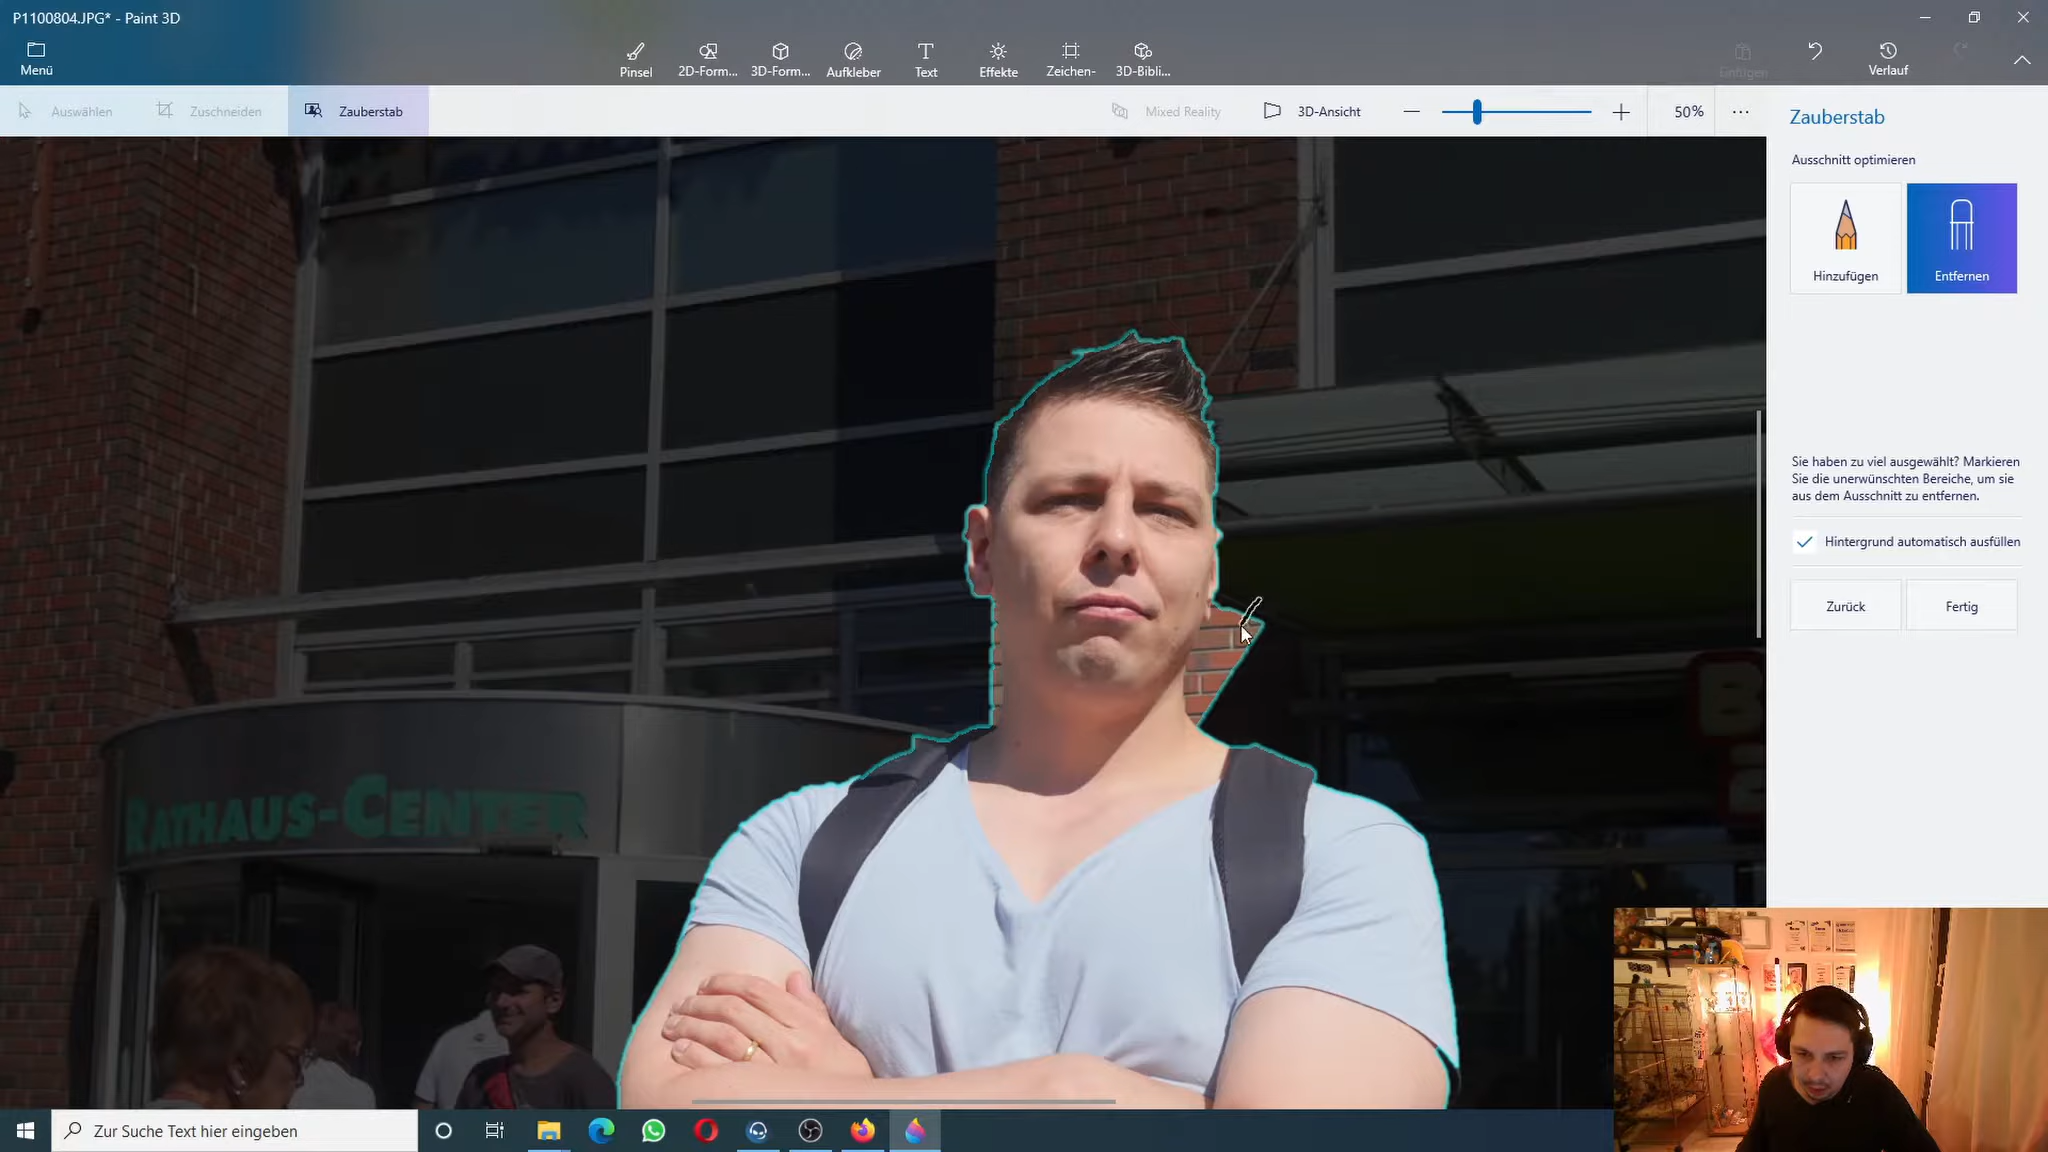 P1100804.JPG* - Paint 3D
Menü
Pinsel
2D-Form...
3D-Form...
Aufkleber
Text
Effekte
Zeichen-
3D-Bibli...
Einfügen
Verlauf
Auswählen
Zuschneiden
Zauberstab
Mixed Reality
3D-Ansicht
50%
Zauberstab
Ausschnitt optimieren
Hinzufügen
Entfernen
Sie haben zu viel ausgewählt? Markieren
Sie die unerwünschten Bereiche, um sie
aus dem Ausschnitt zu entfernen.
Hintergrund automatisch ausfüllen
Zurück
Fertig
RATHAUS-CENTER
Zur Suche Text hier eingeben